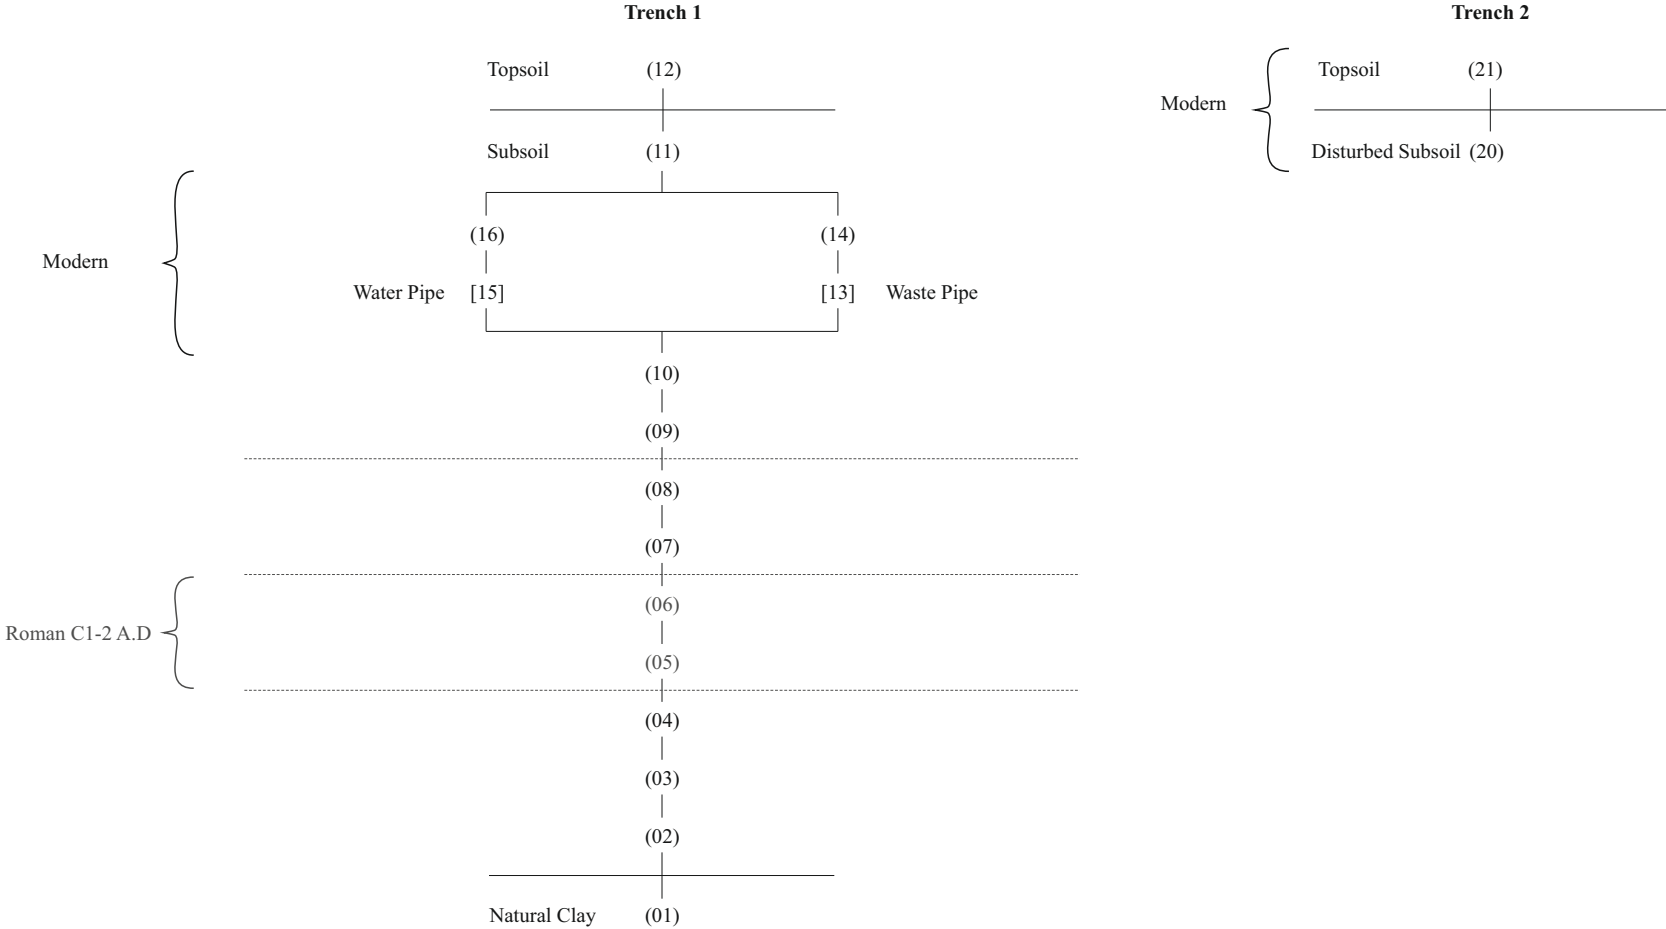 Trench 1
Trench 2
Topsoil (12)
Topsoil (21)
Modern
Subsoil (11)
Disturbed Subsoil (20)
(16) (14)
Modern
Water Pipe [15] [13] Waste Pipe
(10)
(09)
(08)
(07)
(06)
Roman C1-2 A.D
(05)
(04)
(03)
(02)
Natural Clay (01)